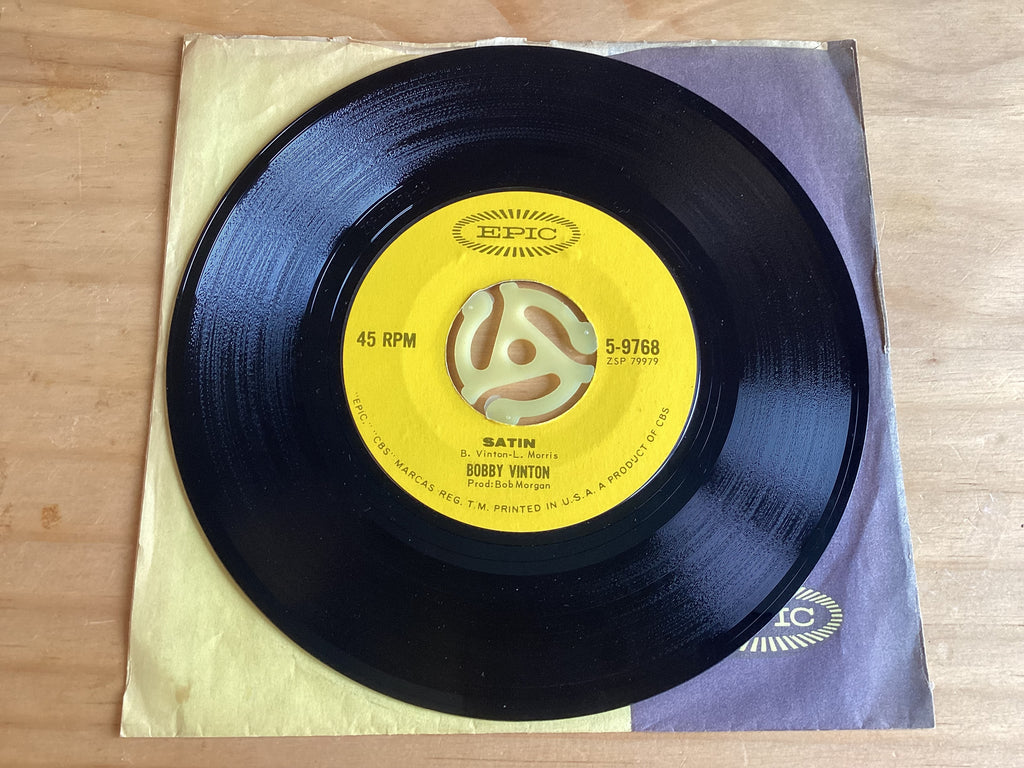 EPIC
45 RPM
5-9768
ZSP 79979
SATIN
B. Vinton-L. Morris
BOBBY VINTON
Prod: Bob Morgan
"EPIC," "CBS" MARCAS REG. T.M. PRINTED IN U.S.A. A PRODUCT OF CBS
IC